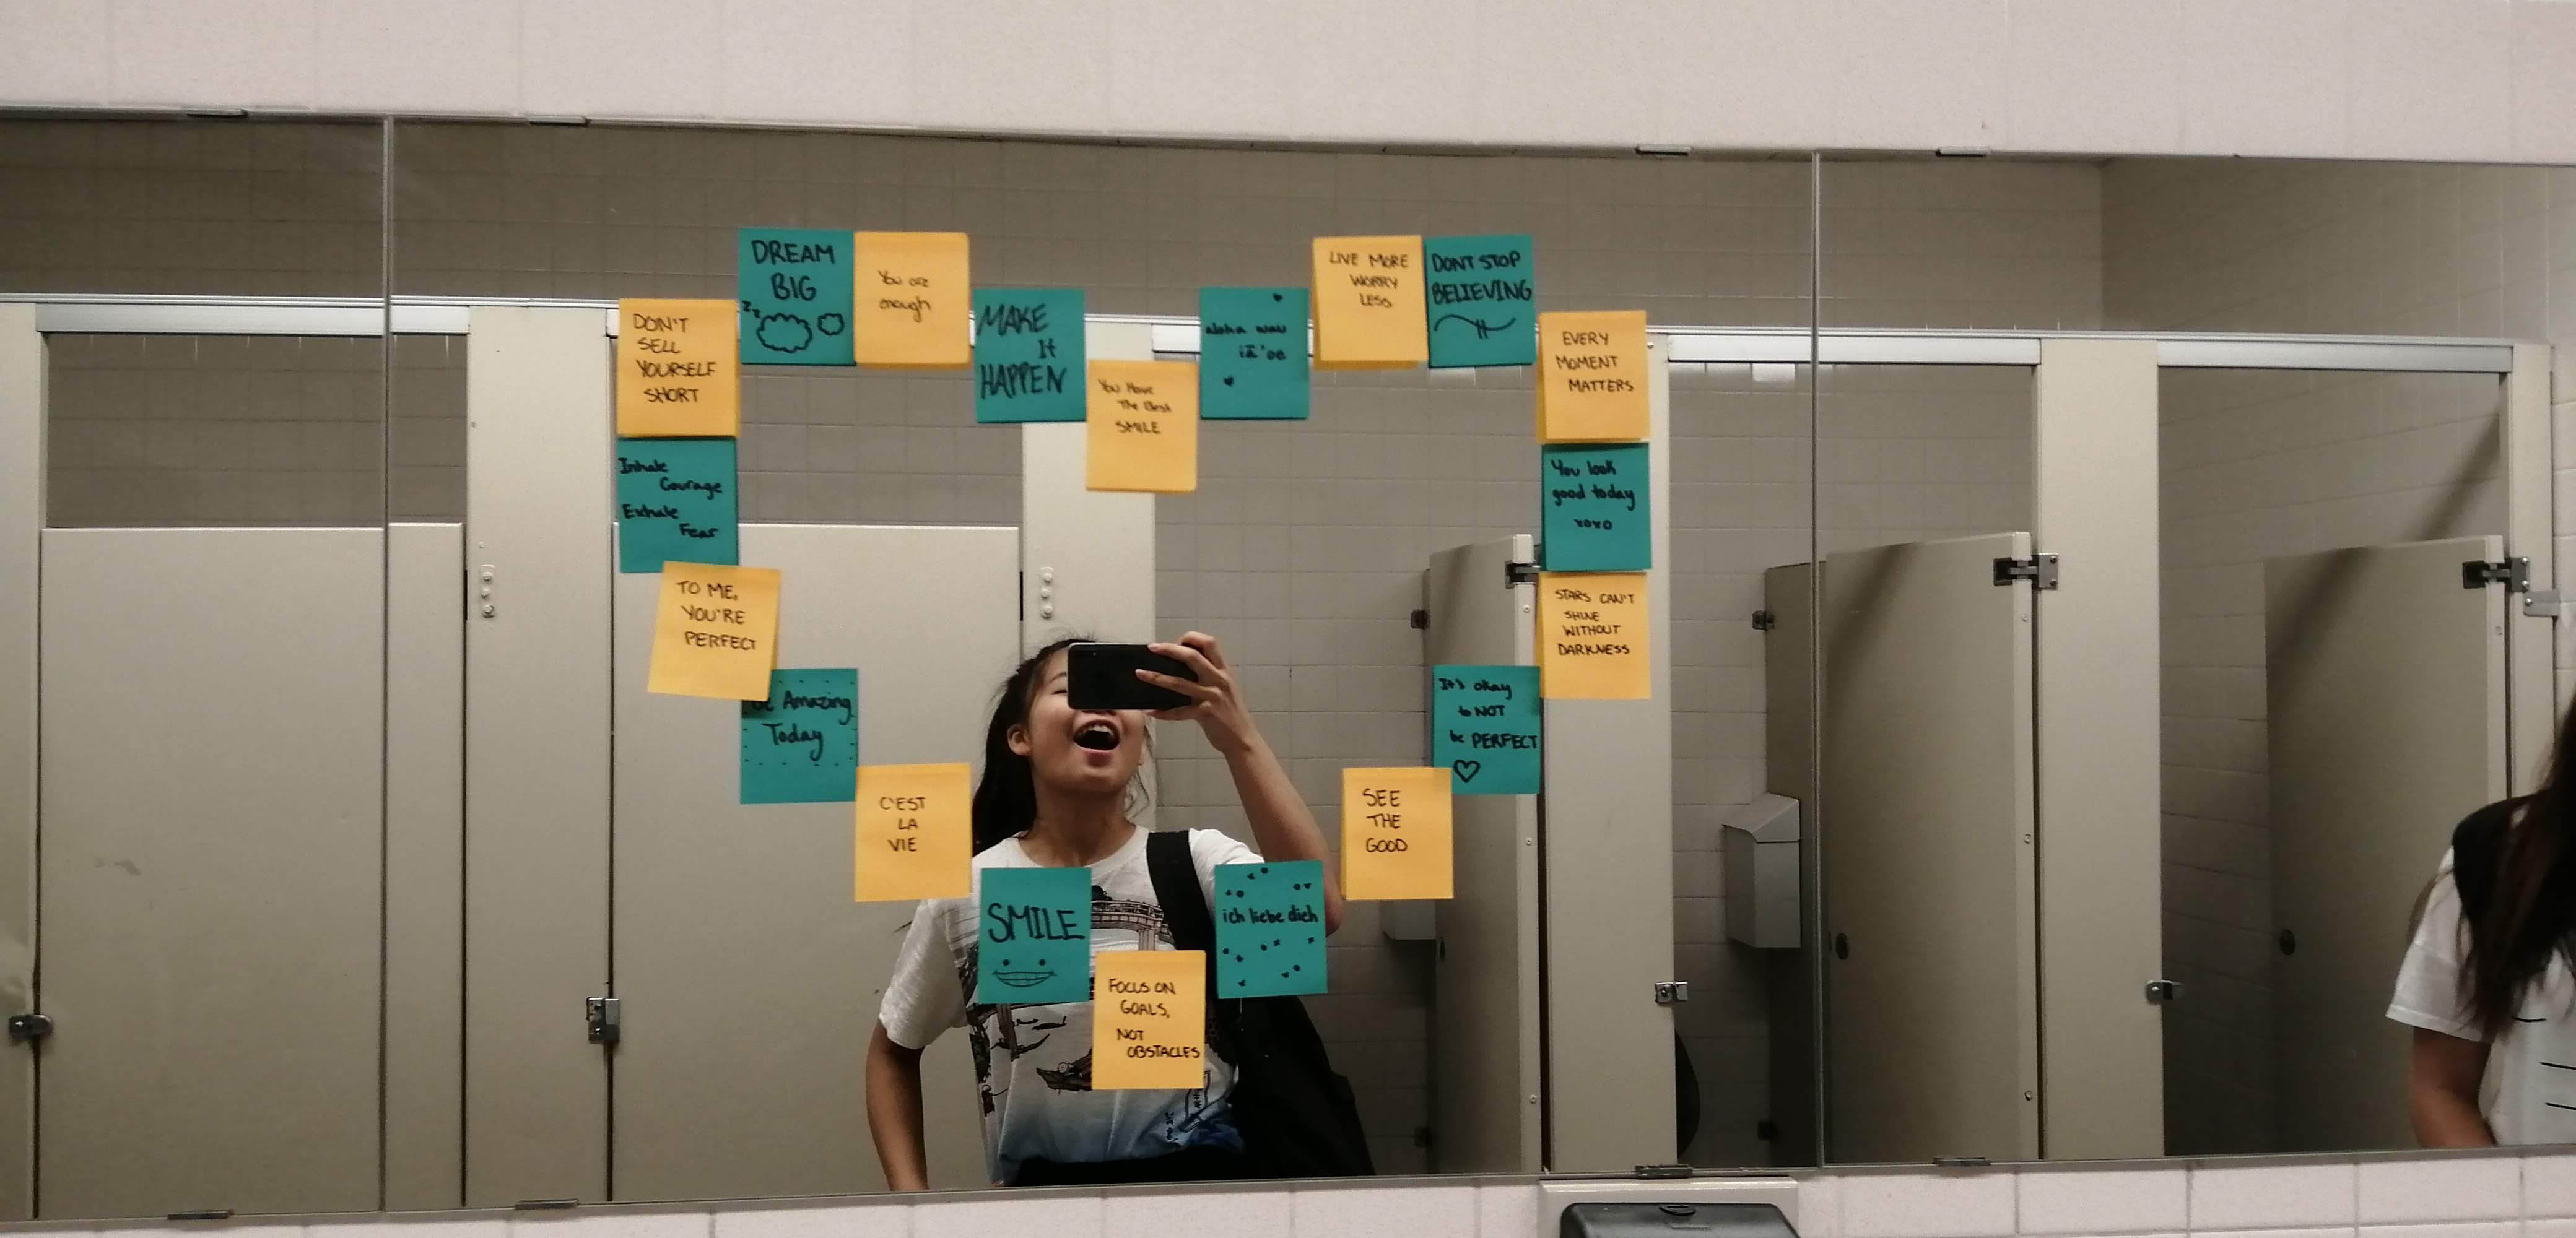 DREAM
BIG
zz
You are
enough
MAKE
It
HAPPEN
You Have
The Best
SMILE
aloha wau
iā 'oe
LIVE MORE
WORRY
LESS
DONT STOP
BELIEVING
EVERY
MOMENT
MATTERS
You look
good today
xoxo
STARS CAN'T
SHINE
WITHOUT
DARKNESS
It's okay
to NOT
be PERFECT
SEE
THE
GOOD
ich liebe dich
FOCUS ON
GOALS,
NOT
OBSTACLES
SMILE
C'EST
LA
VIE
Be Amazing
Today
TO ME,
YOU'RE
PERFECT
Inhale
Courage
Exhale
Fear
DON'T
SELL
YOURSELF
SHORT